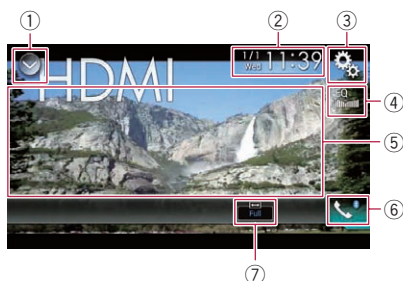 ① ② ③
HDMI
1/1
Wed
11:39
EQ
④
⑤
Full
⑥
⑦